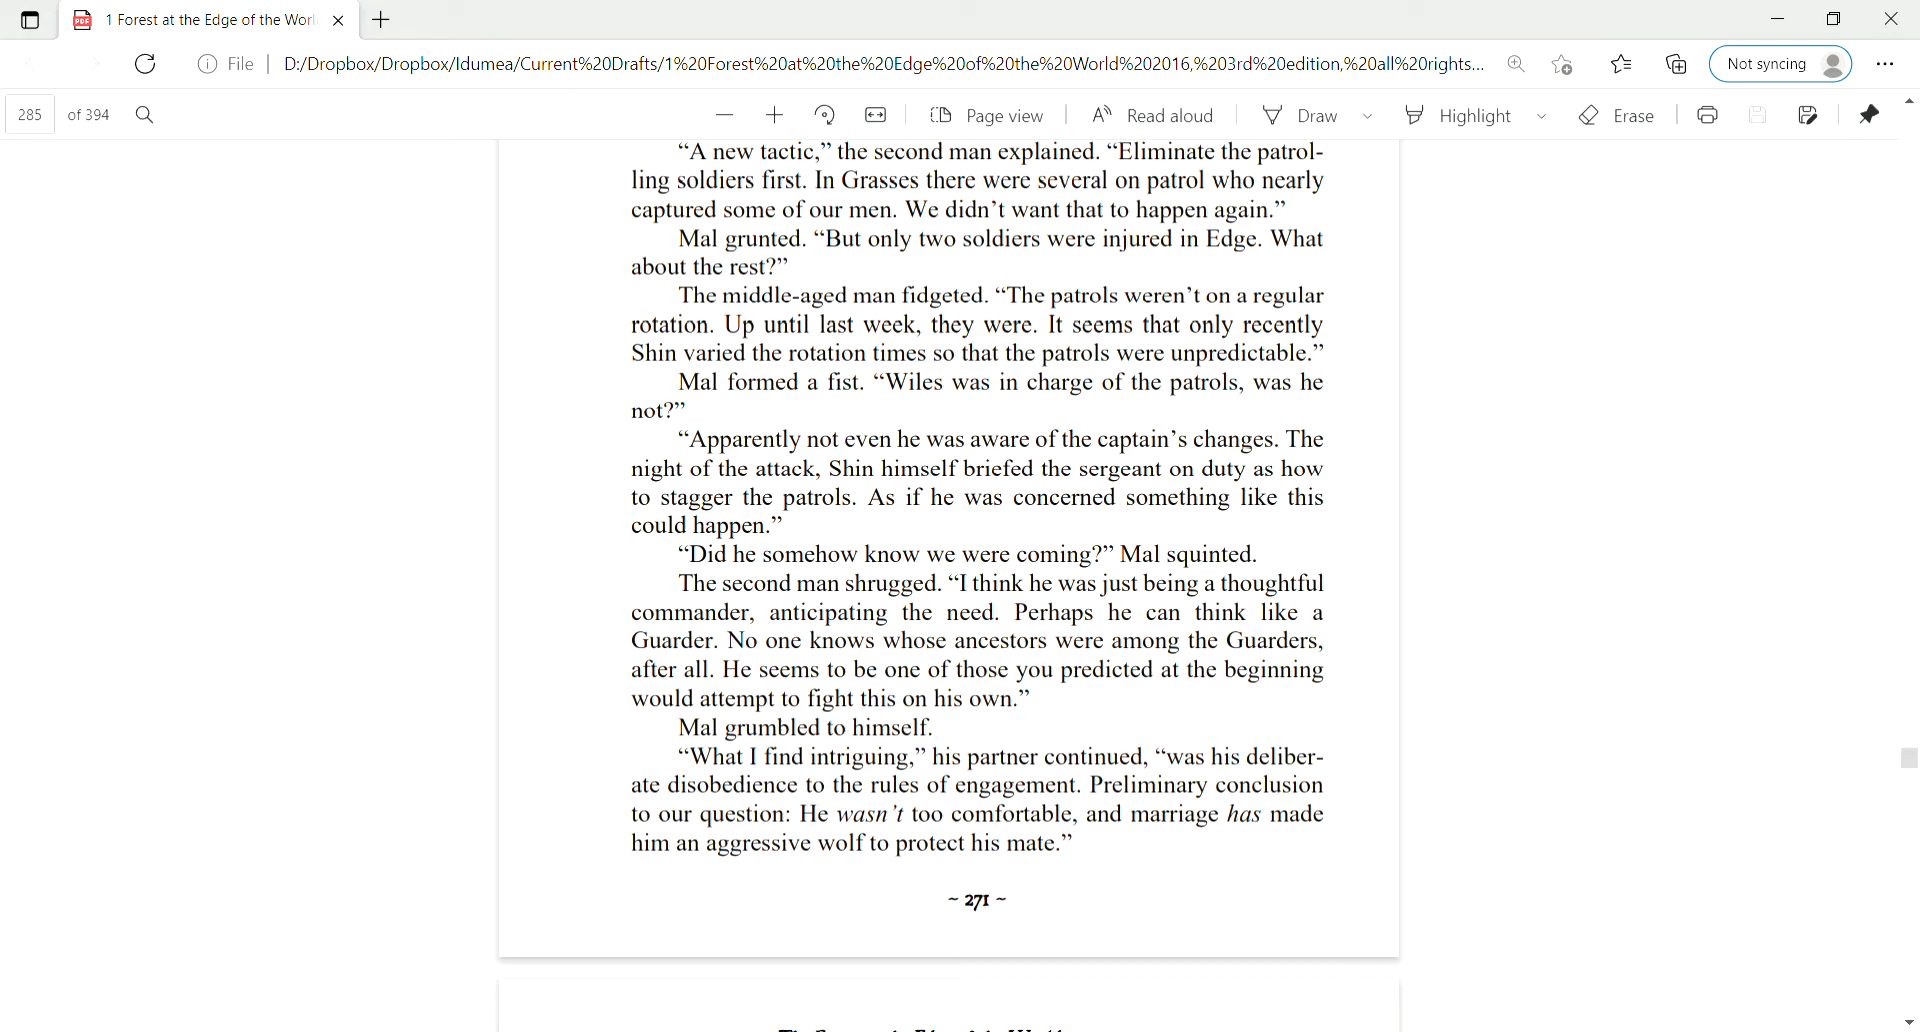 1 Forest at the Edge of the Worl
File
D:/Dropbox/Dropbox/Idumea/Current%20Drafts/1%20Forest%20at%20the%20Edge%20of%20the%20World%202016,%203rd%20edition,%20all%20rights...
Not syncing
285 of 394
Page view
Read aloud
Draw
Highlight
Erase
“A new tactic,” the second man explained. “Eliminate the patrol-
ling soldiers first. In Grasses there were several on patrol who nearly
captured some of our men. We didn’t want that to happen again.”
Mal grunted. “But only two soldiers were injured in Edge. What
about the rest?”
The middle-aged man fidgeted. “The patrols weren’t on a regular
rotation. Up until last week, they were. It seems that only recently
Shin varied the rotation times so that the patrols were unpredictable.”
Mal formed a fist. “Wiles was in charge of the patrols, was he
not?”
“Apparently not even he was aware of the captain’s changes. The
night of the attack, Shin himself briefed the sergeant on duty as how
to stagger the patrols. As if he was concerned something like this
could happen.”
“Did he somehow know we were coming?” Mal squinted.
The second man shrugged. “I think he was just being a thoughtful
commander, anticipating the need. Perhaps he can think like a
Guarder. No one knows whose ancestors were among the Guarders,
after all. He seems to be one of those you predicted at the beginning
would attempt to fight this on his own.”
Mal grumbled to himself.
“What I find intriguing,” his partner continued, “was his deliber-
ate disobedience to the rules of engagement. Preliminary conclusion
to our question: He wasn’t too comfortable, and marriage has made
him an aggressive wolf to protect his mate.”
~ 271 ~